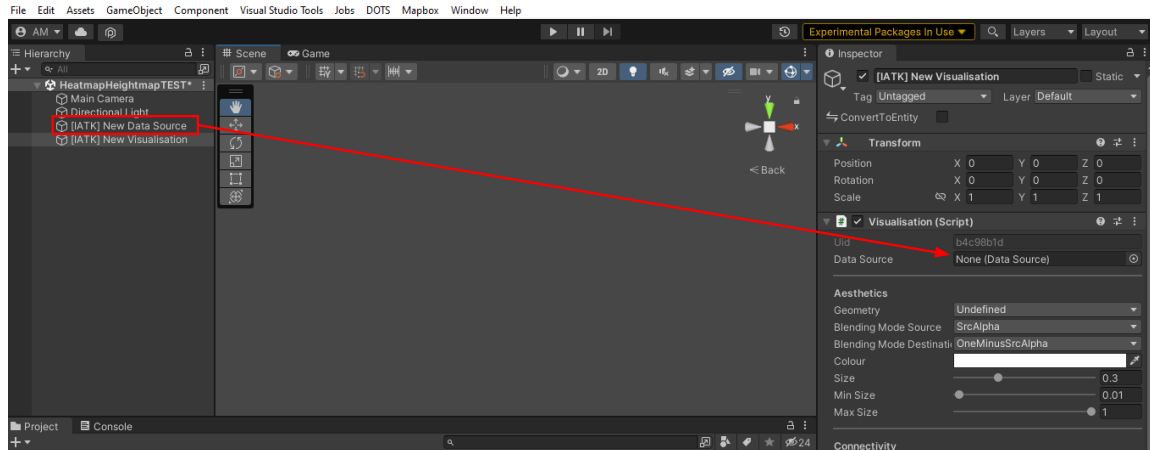 File Edit Assets GameObject Component Visual Studio Tools Jobs DOTS Mapbox Window Help
AM Experimental Packages In Use Layers Layout
Hierarchy
All
HeatmapHeightmapTEST*
Main Camera
Directional Light
[IATK] New Data Source
[IATK] New Visualisation
Scene Game
2D
y
x
Back
Inspector
[IATK] New Visualisation Static
Tag Untagged Layer Default
ConvertToEntity
Transform
Position X 0 Y 0 Z 0
Rotation X 0 Y 0 Z 0
Scale X 1 Y 1 Z 1
# Visualisation (Script)
Uid b4c98b1d
Data Source None (Data Source)
Aesthetics
Geometry Undefined
Blending Mode Source SrcAlpha
Blending Mode Destinati OneMinusSrcAlpha
Colour
Size 0.3
Min Size 0.01
Max Size 1
Connectivity
Project Console
24